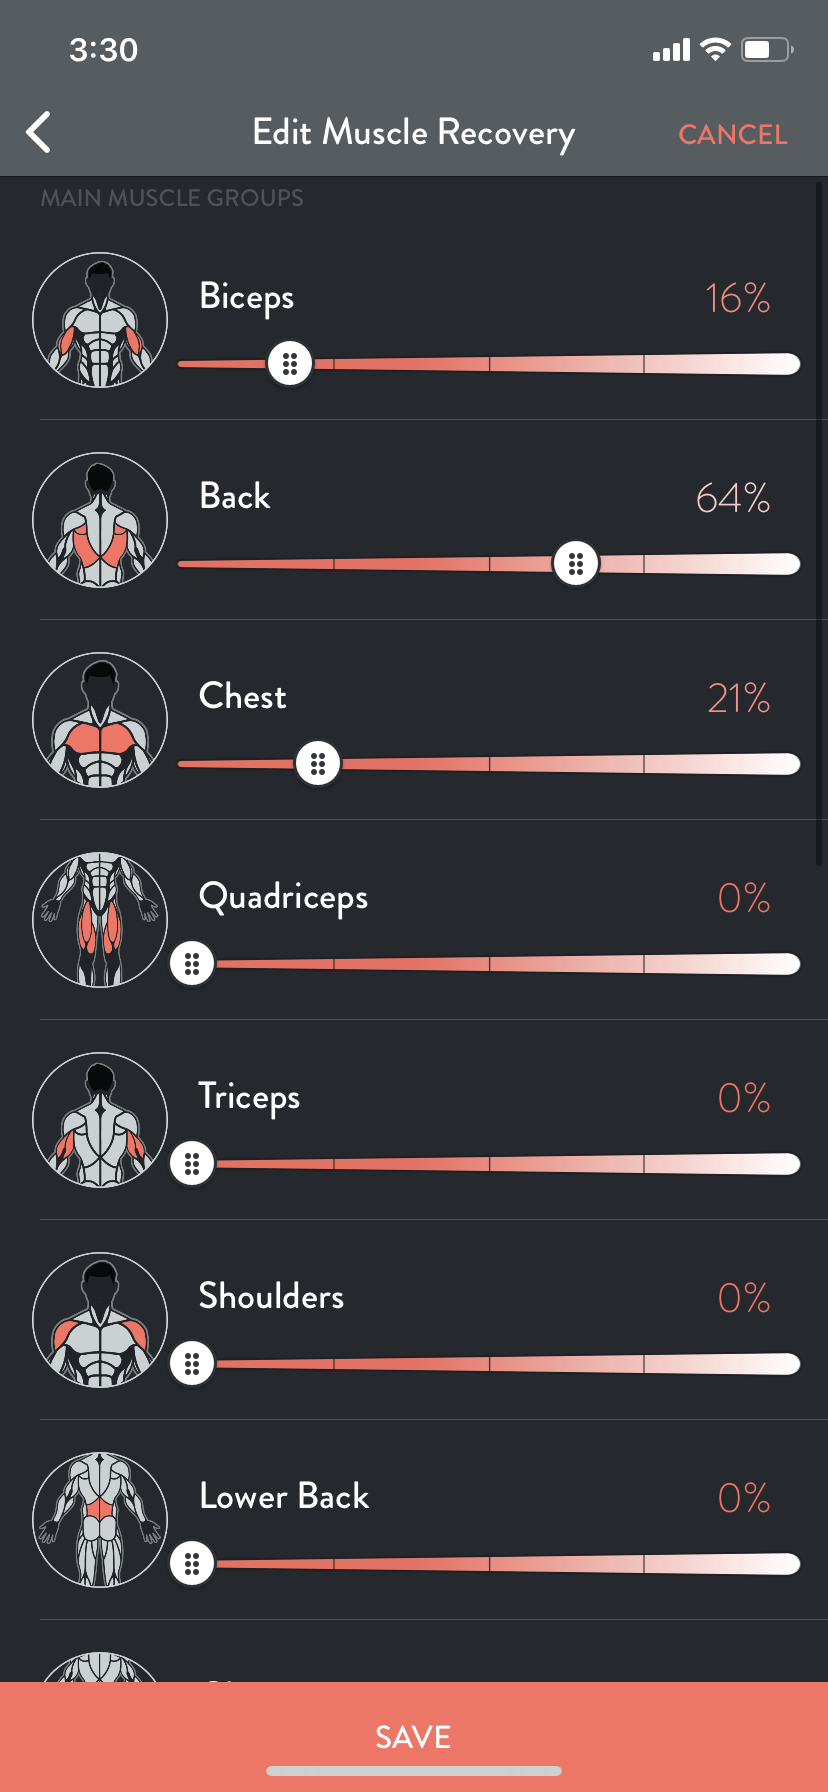 3:30
Edit Muscle Recovery
CANCEL
MAIN MUSCLE GROUPS
Biceps
16%
Back
64%
Chest
21%
Quadriceps
0%
Triceps
0%
Shoulders
0%
Lower Back
0%
SAVE